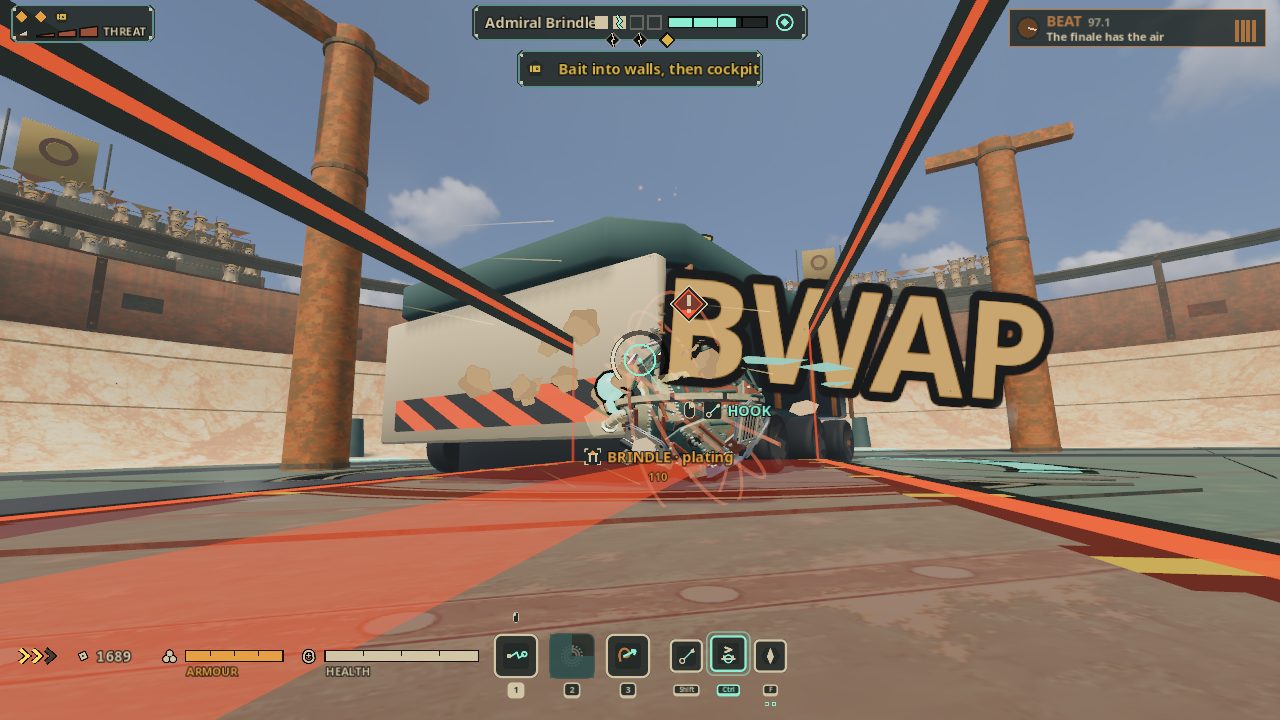 THREAT
Admiral Brindle
BEAT 97.1
The finale has the air
Bait into walls, then cockpit
BWAP
HOOK
BRINDLE · plating
110
1689
ARMOUR
HEALTH
1
2
3
Shift
Ctrl
F